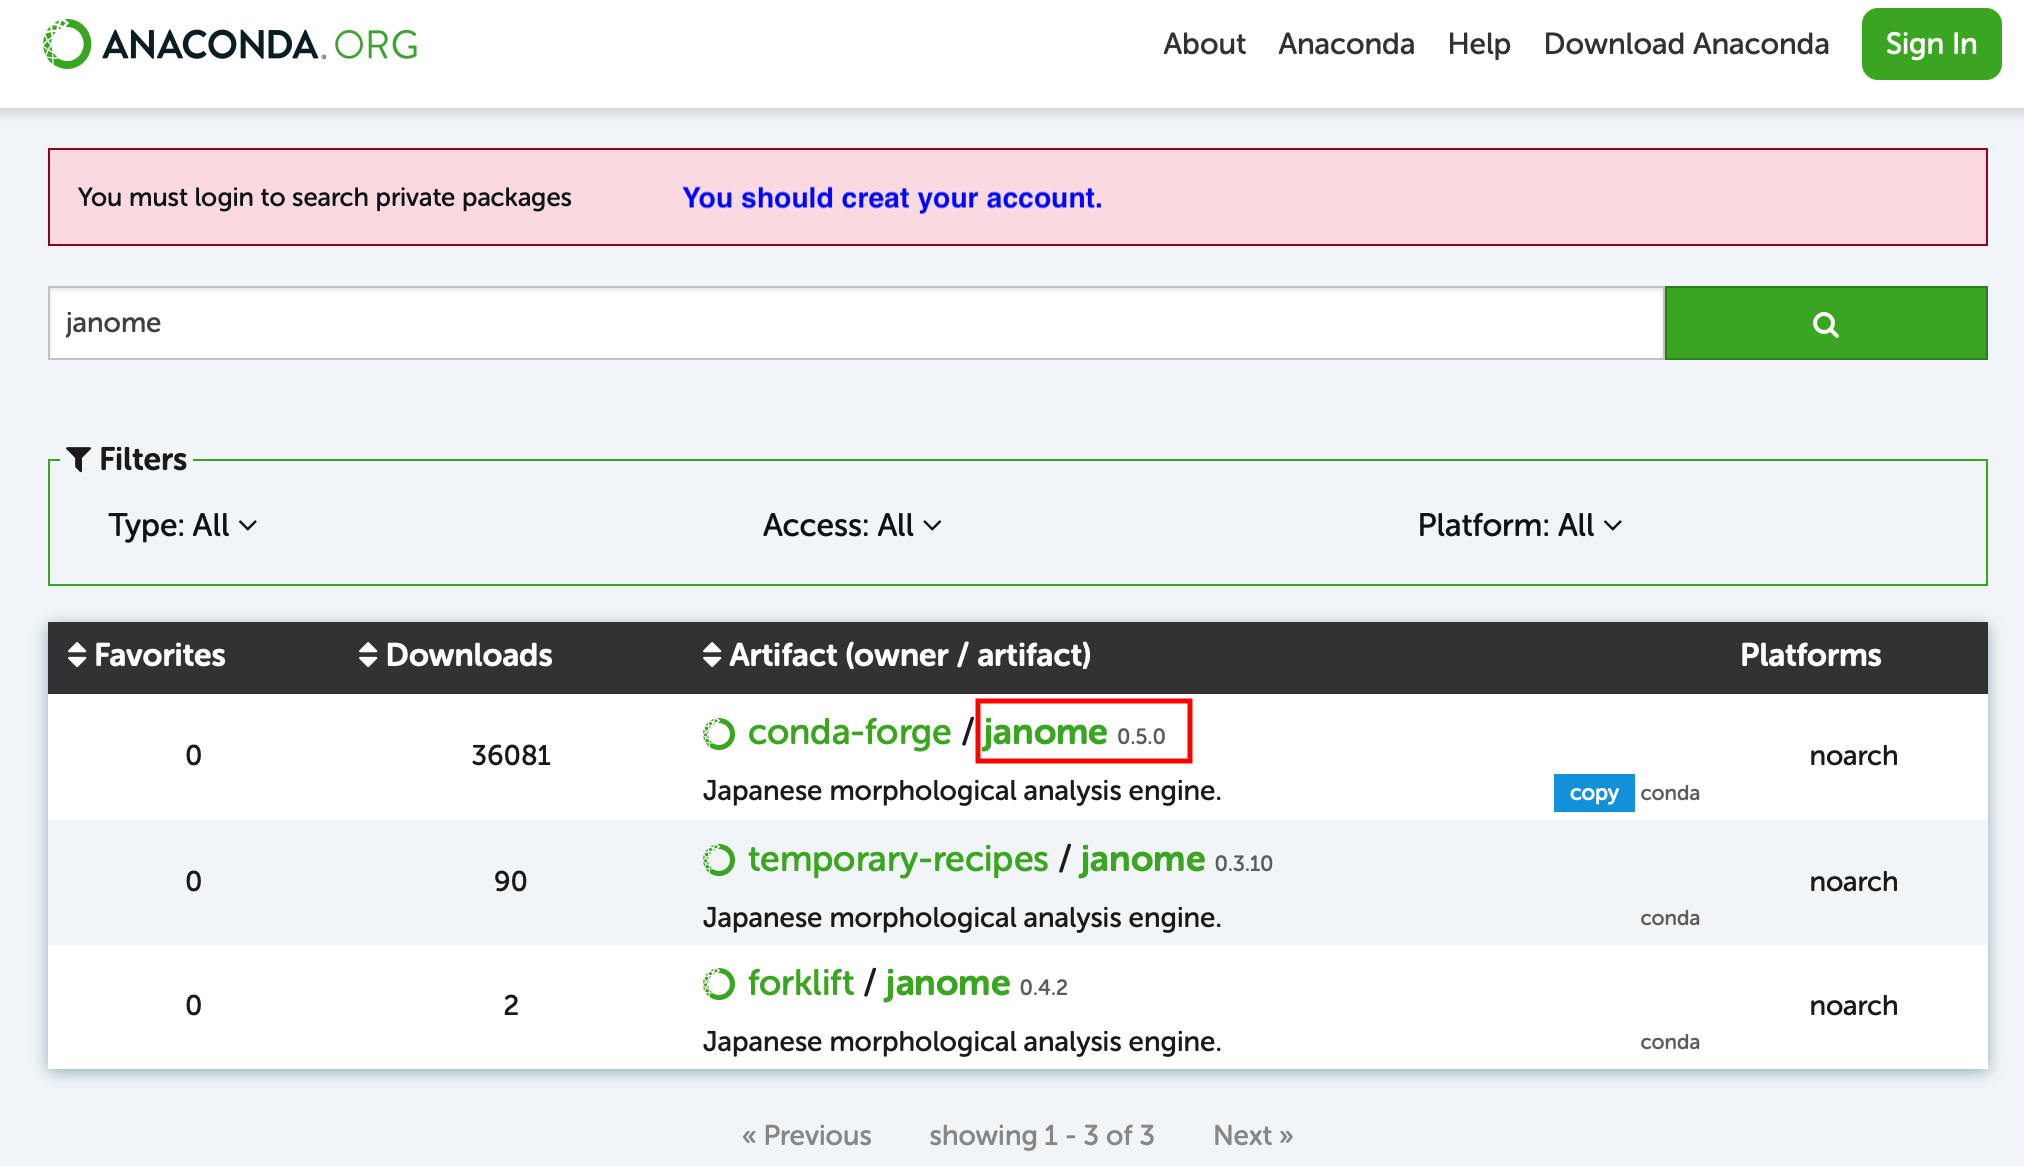 ANACONDA.ORG
About Anaconda Help Download Anaconda Sign In
You must login to search private packages You should creat your account.
janome
Filters
Type: All Access: All Platform: All
Favorites Downloads Artifact (owner / artifact) Platforms
0 36081 conda-forge / janome 0.5.0 noarch
Japanese morphological analysis engine. copy conda
0 90 temporary-recipes / janome 0.3.10 noarch
Japanese morphological analysis engine. conda
0 2 forklift / janome 0.4.2 noarch
Japanese morphological analysis engine. conda
« Previous showing 1 - 3 of 3 Next »